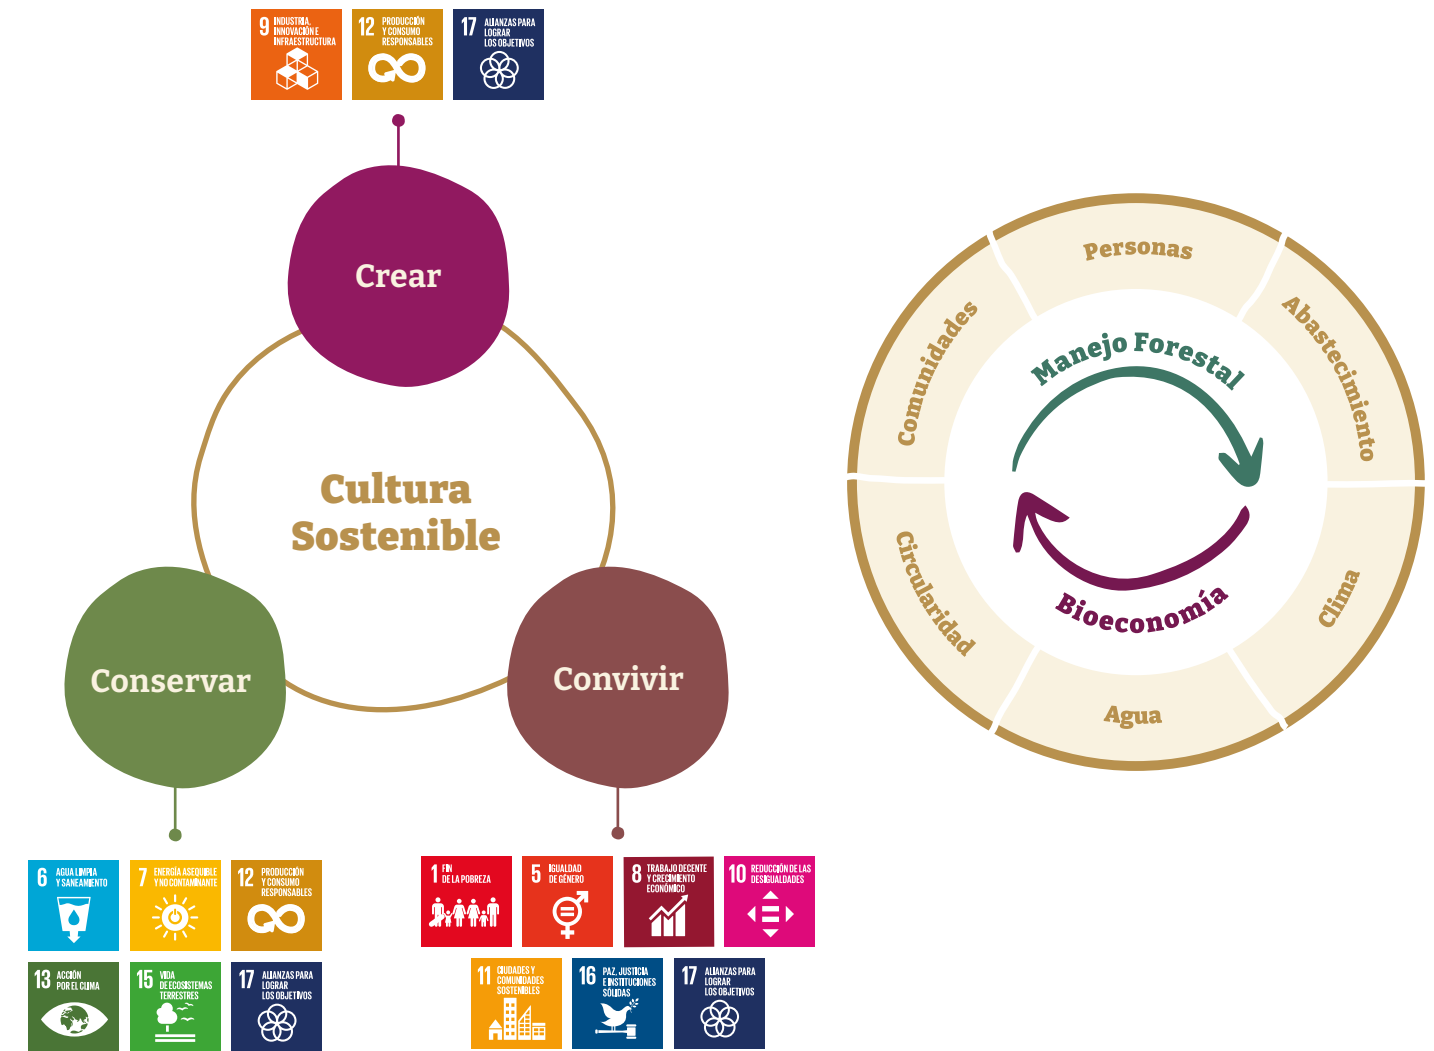 9 INDUSTRIA,
INNOVACIÓN E
INFRAESTRUCTURA
12 PRODUCCIÓN
Y CONSUMO
RESPONSABLES
17 ALIANZAS PARA
LOGRAR
LOS OBJETIVOS
Crear
Cultura
Sostenible
Conservar
Convivir
6 AGUA LIMPIA
Y SANEAMIENTO
7 ENERGÍA ASEQUIBLE
Y NO CONTAMINANTE
12 PRODUCCIÓN
Y CONSUMO
RESPONSABLES
13 ACCIÓN
POR EL CLIMA
15 VIDA
DE ECOSISTEMAS
TERRESTRES
17 ALIANZAS PARA
LOGRAR
LOS OBJETIVOS
1 FIN
DE LA POBREZA
5 IGUALDAD
DE GÉNERO
8 TRABAJO DECENTE
Y CRECIMIENTO
ECONÓMICO
10 REDUCCIÓN DE LAS
DESIGUALDADES
11 CIUDADES Y
COMUNIDADES
SOSTENIBLES
16 PAZ, JUSTICIA
E INSTITUCIONES
SÓLIDAS
17 ALIANZAS PARA
LOGRAR
LOS OBJETIVOS
Personas
Abastecimiento
Clima
Agua
Circularidad
Comunidades
Manejo Forestal
Bioeconomía